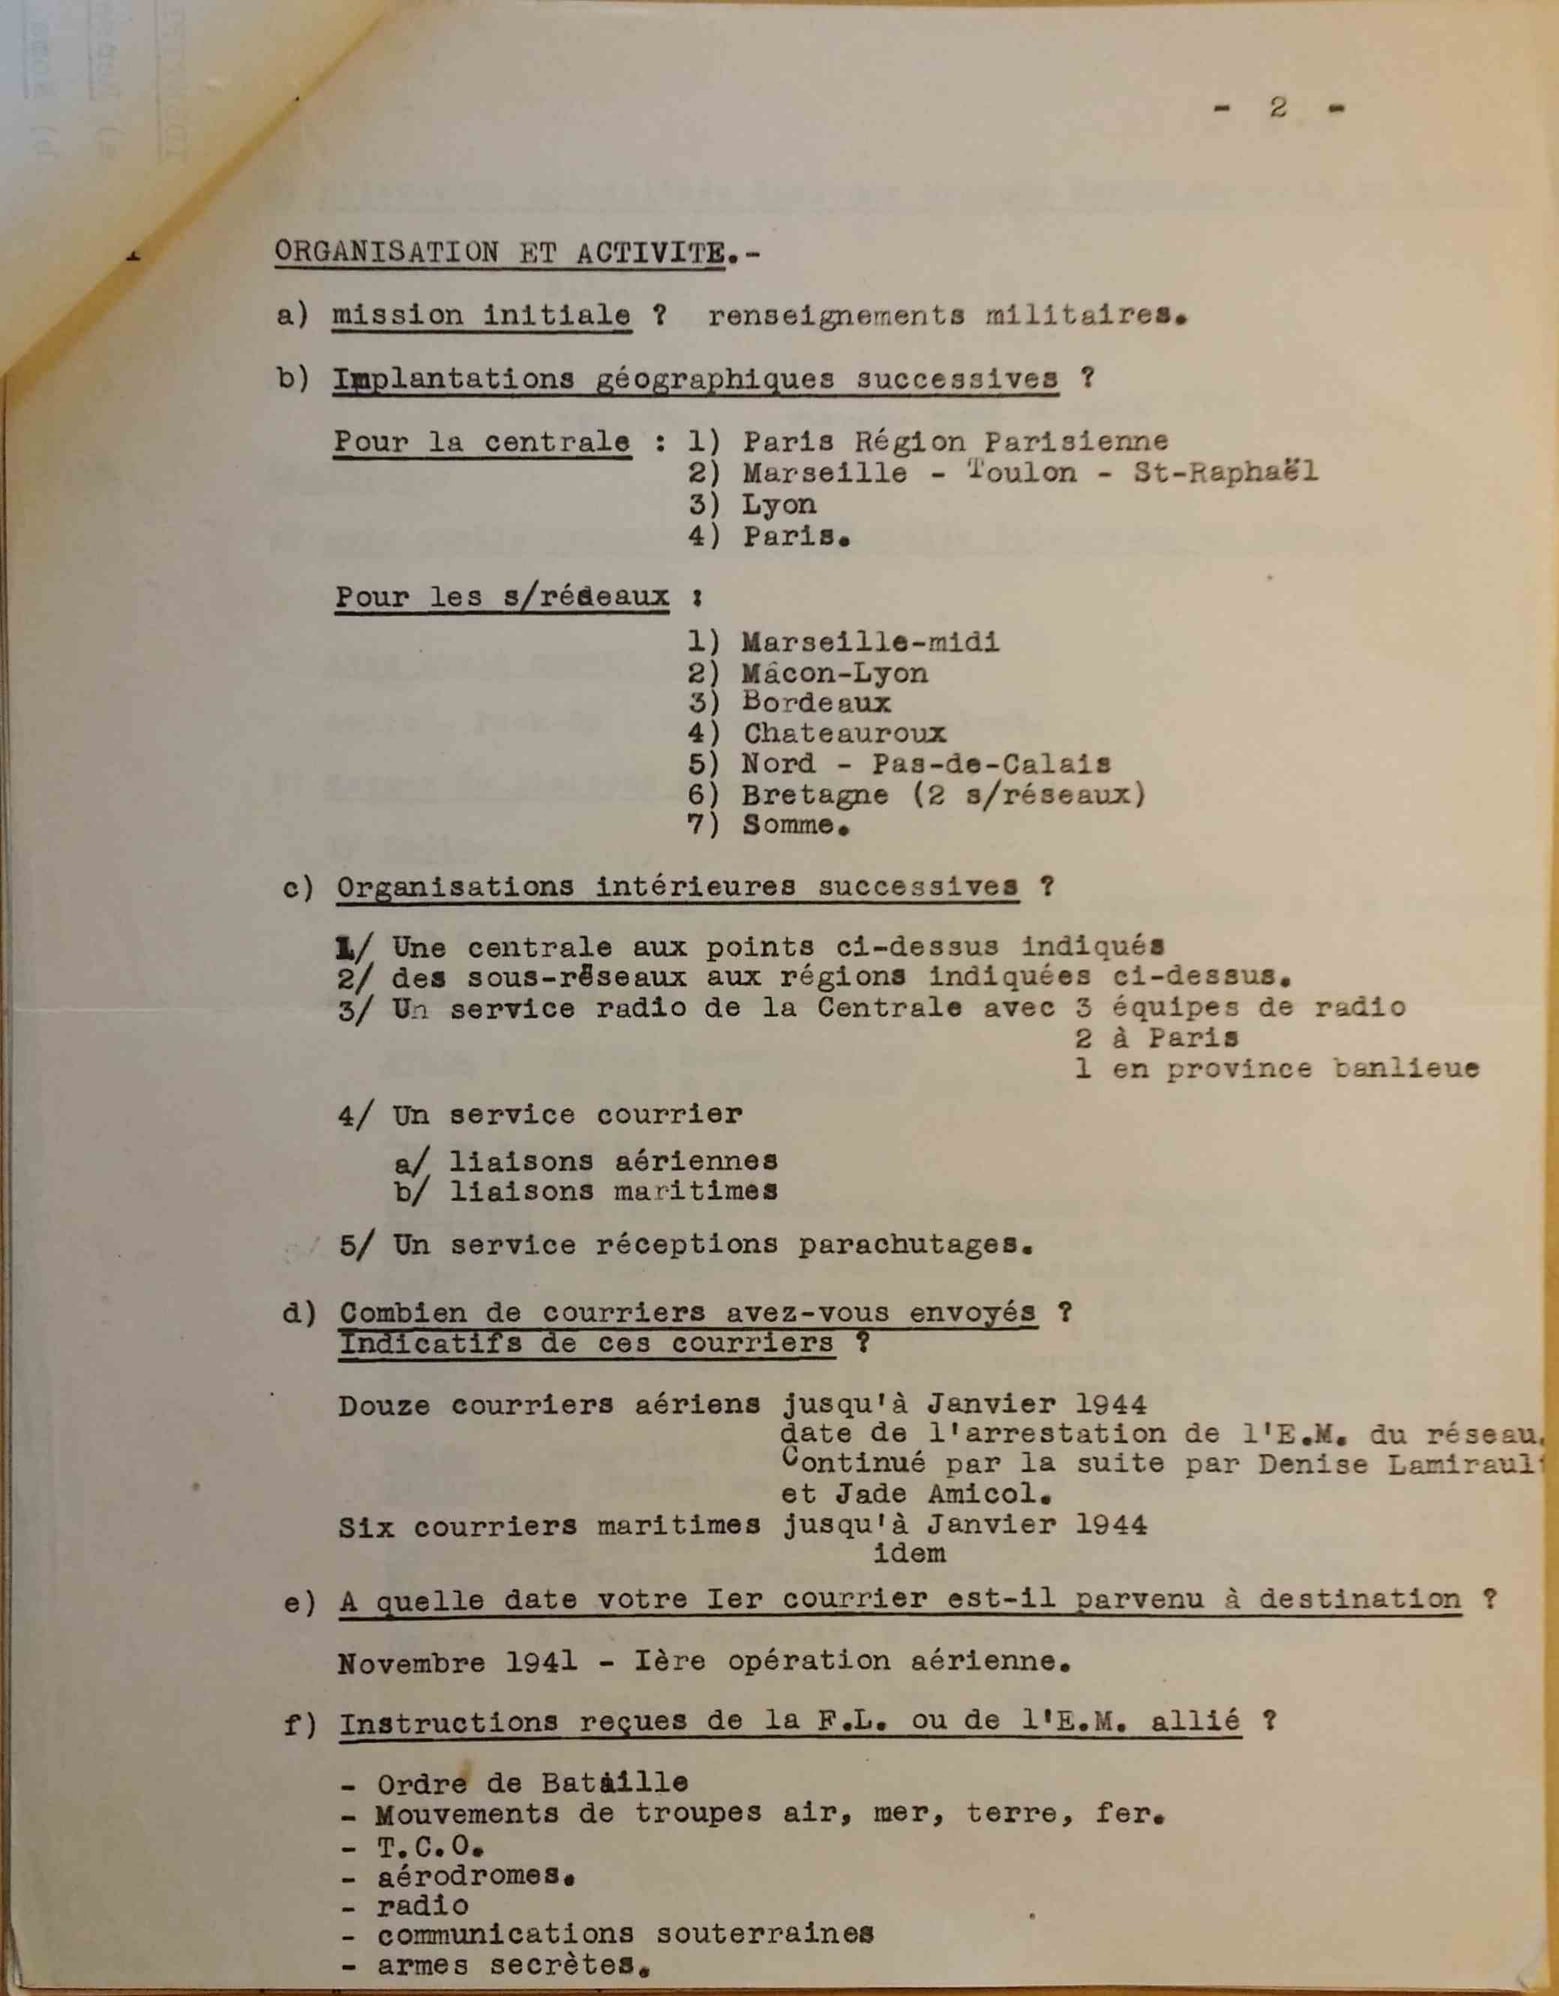 - 2 -
ORGANISATION ET ACTIVITE.-
a) mission initiale ? renseignements militaires.
b) Implantations géographiques successives ?
Pour la centrale : 1) Paris Région Parisienne
2) Marseille - Toulon - St-Raphaël
3) Lyon
4) Paris.
Pour les s/réseaux :
1) Marseille-midi
2) Mâcon-Lyon
3) Bordeaux
4) Chateauroux
5) Nord - Pas-de-Calais
6) Bretagne (2 s/réseaux)
7) Somme.
c) Organisations intérieures successives ?
1/ Une centrale aux points ci-dessus indiqués
2/ des sous-réseaux aux régions indiquées ci-dessus.
3/ Un service radio de la Centrale avec 3 équipes de radio
2 à Paris
1 en province banlieue
4/ Un service courrier
a/ liaisons aériennes
b/ liaisons maritimes
5/ Un service réceptions parachutages.
d) Combien de courriers avez-vous envoyés ?
Indicatifs de ces courriers ?
Douze courriers aériens jusqu'à Janvier 1944
date de l'arrestation de l'E.M. du réseau.
Continué par la suite par Denise Lamirault
et Jade Amicol.
Six courriers maritimes jusqu'à Janvier 1944
idem
e) A quelle date votre Ier courrier est-il parvenu à destination ?
Novembre 1941 - Ière opération aérienne.
f) Instructions reçues de la F.L. ou de l'E.M. allié ?
- Ordre de Bataille
- Mouvements de troupes air, mer, terre, fer.
- T.C.O.
- aérodromes.
- radio
- communications souterraines
- armes secrètes.